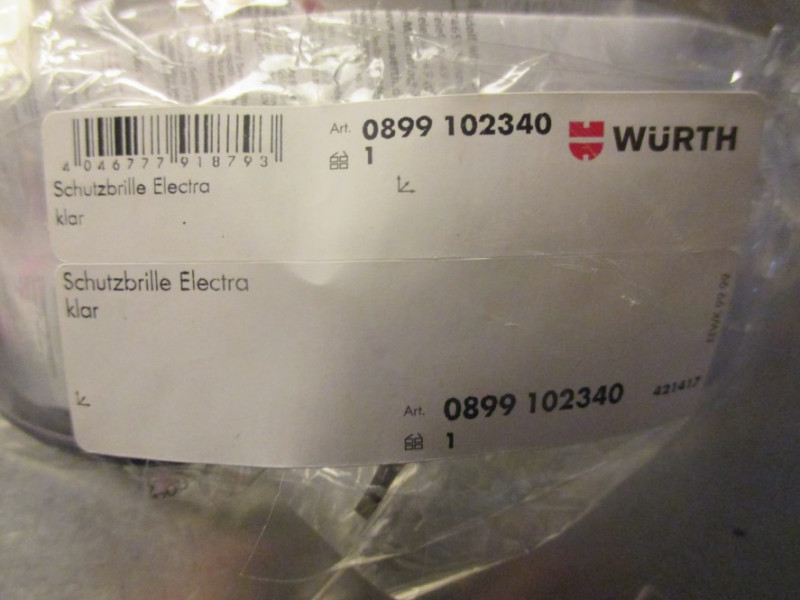 4 046777 918793
Art. 0899 102340
1
WÜRTH
Schutzbrille Electra
klar
Schutzbrille Electra
klar
Art. 0899 102340
421417
1